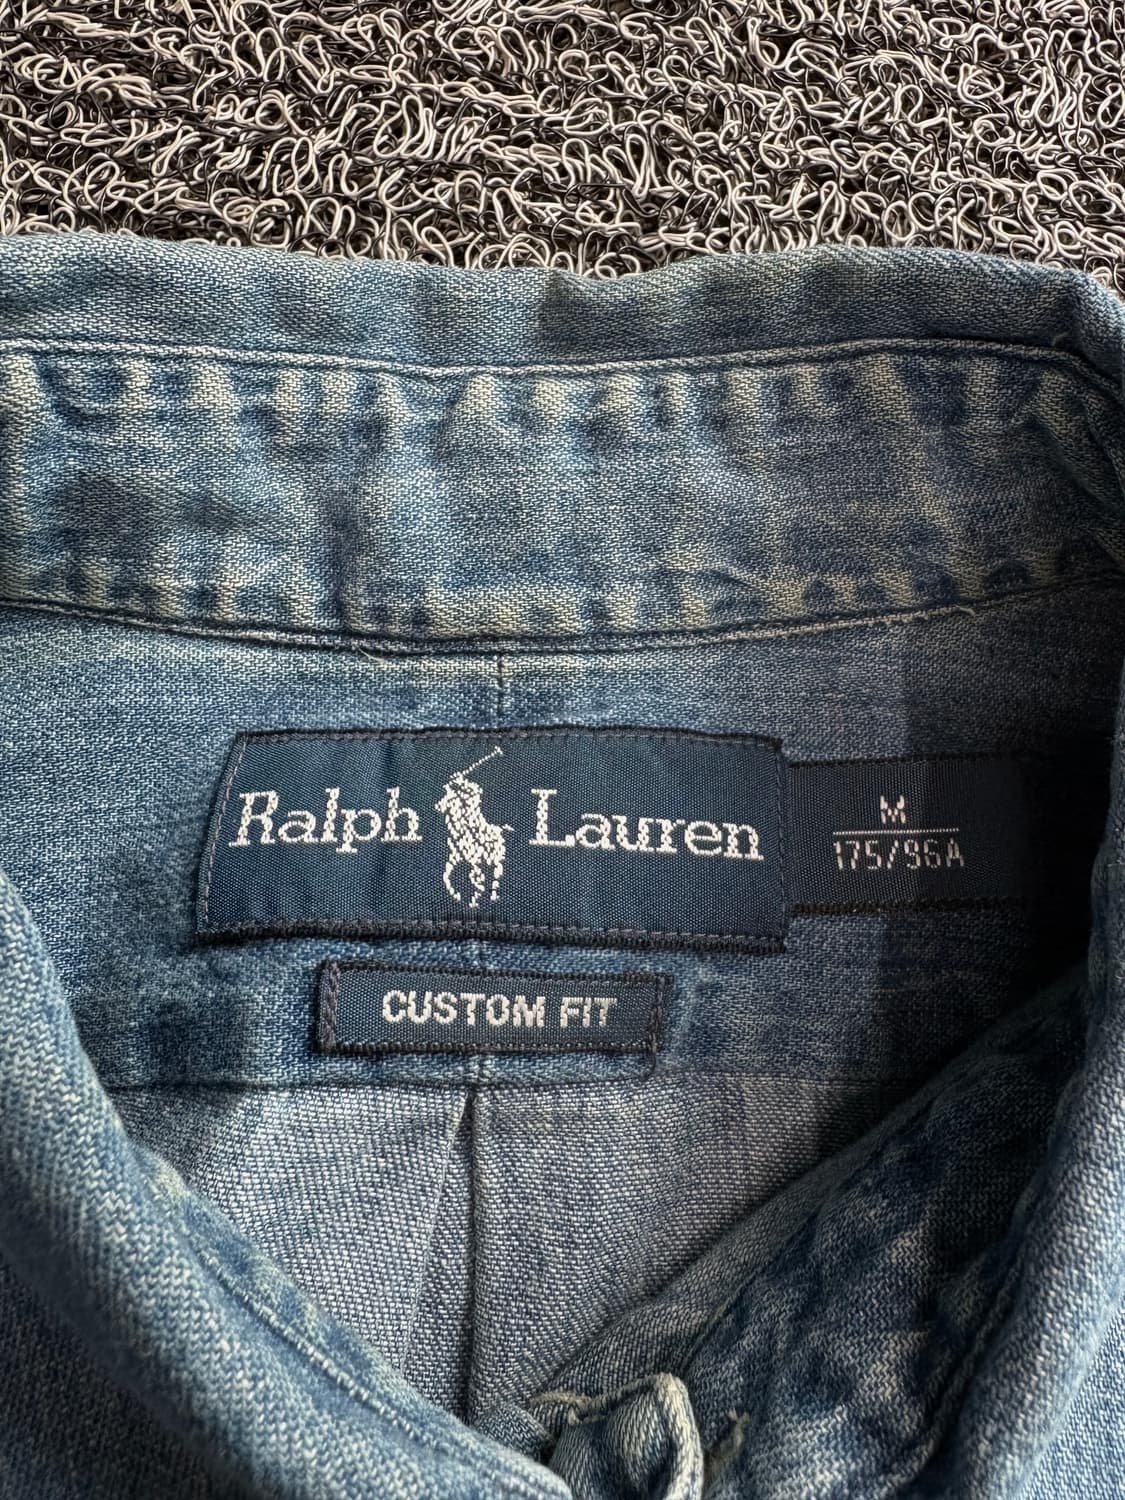 Ralph Lauren
M
175/96A
CUSTOM FIT